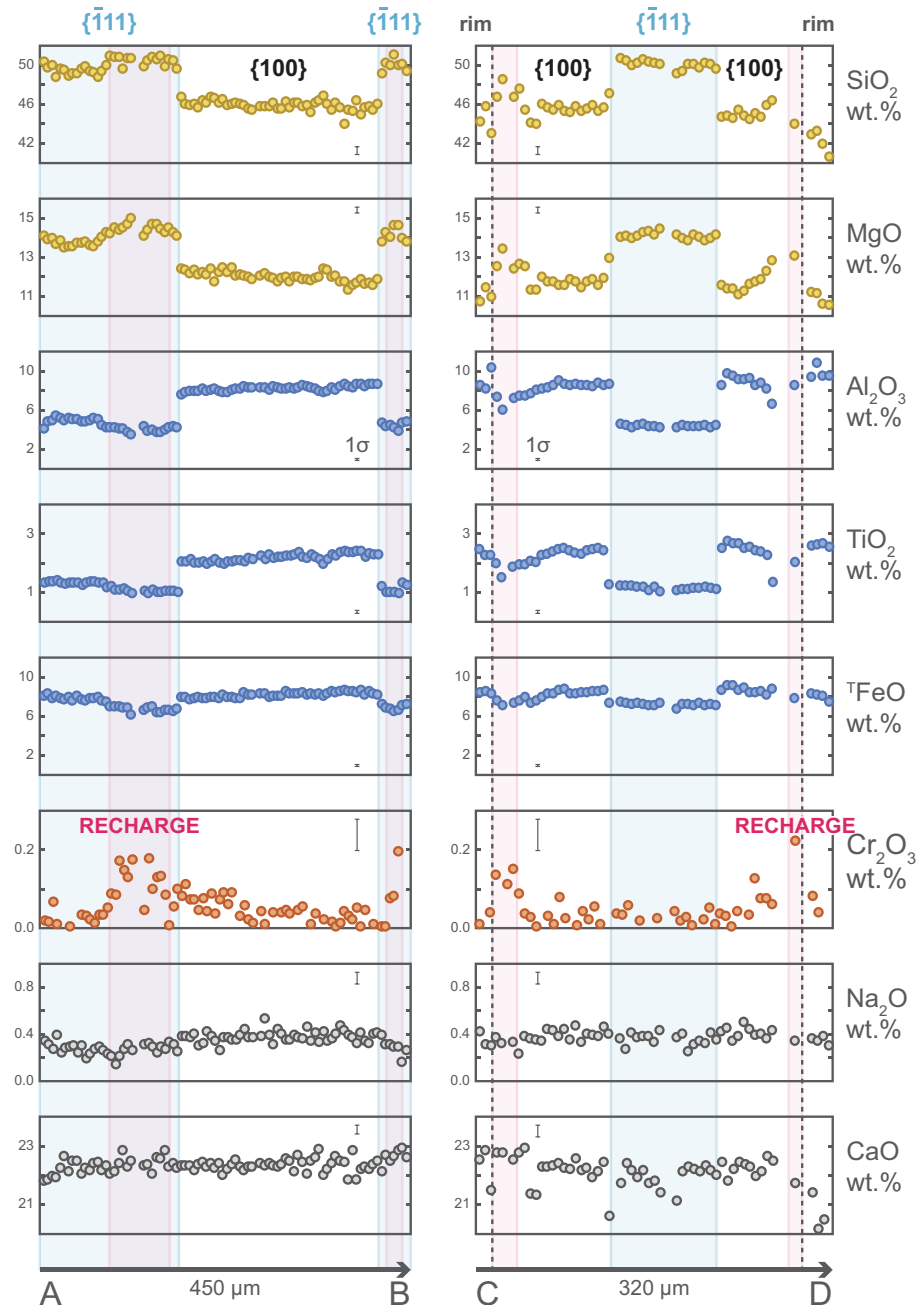 {1̄11} {1̄11} rim {1̄11} rim
{100} {100} {100}
50
46
42
SiO₂
wt.%
15
13
11
MgO
wt.%
10
6
2
1σ
Al₂O₃
wt.%
3
1
TiO₂
wt.%
10
6
2
ᵀFeO
wt.%
RECHARGE RECHARGE
0.2
0.0
Cr₂O₃
wt.%
0.8
0.4
0.0
Na₂O
wt.%
23
21
CaO
wt.%
A 450 µm B C 320 µm D